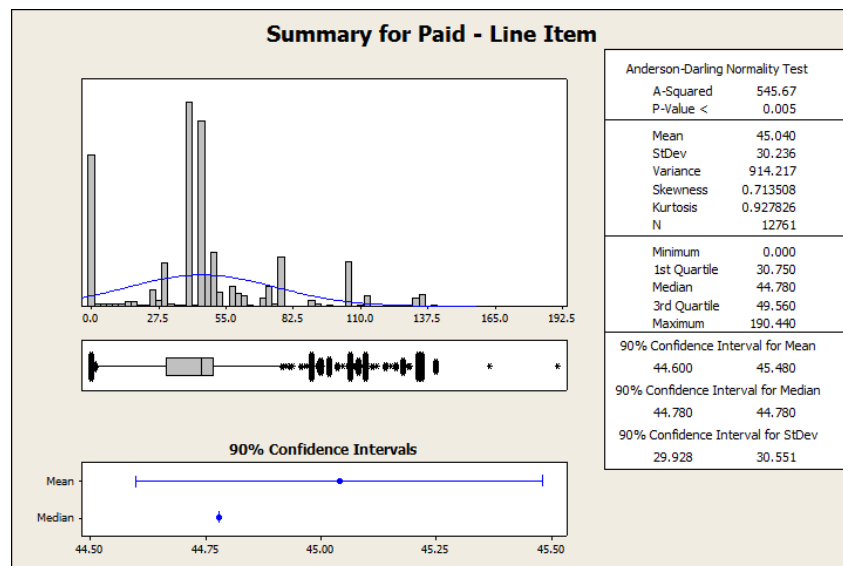 Summary for Paid - Line Item
0.0 27.5 55.0 82.5 110.0 137.5 165.0 192.5
90% Confidence Intervals
Mean
Median
44.50 44.75 45.00 45.25 45.50
Anderson-Darling Normality Test
A-Squared 545.67
P-Value < 0.005
Mean 45.040
StDev 30.236
Variance 914.217
Skewness 0.713508
Kurtosis 0.927826
N 12761
Minimum 0.000
1st Quartile 30.750
Median 44.780
3rd Quartile 49.560
Maximum 190.440
90% Confidence Interval for Mean
44.600 45.480
90% Confidence Interval for Median
44.780 44.780
90% Confidence Interval for StDev
29.928 30.551